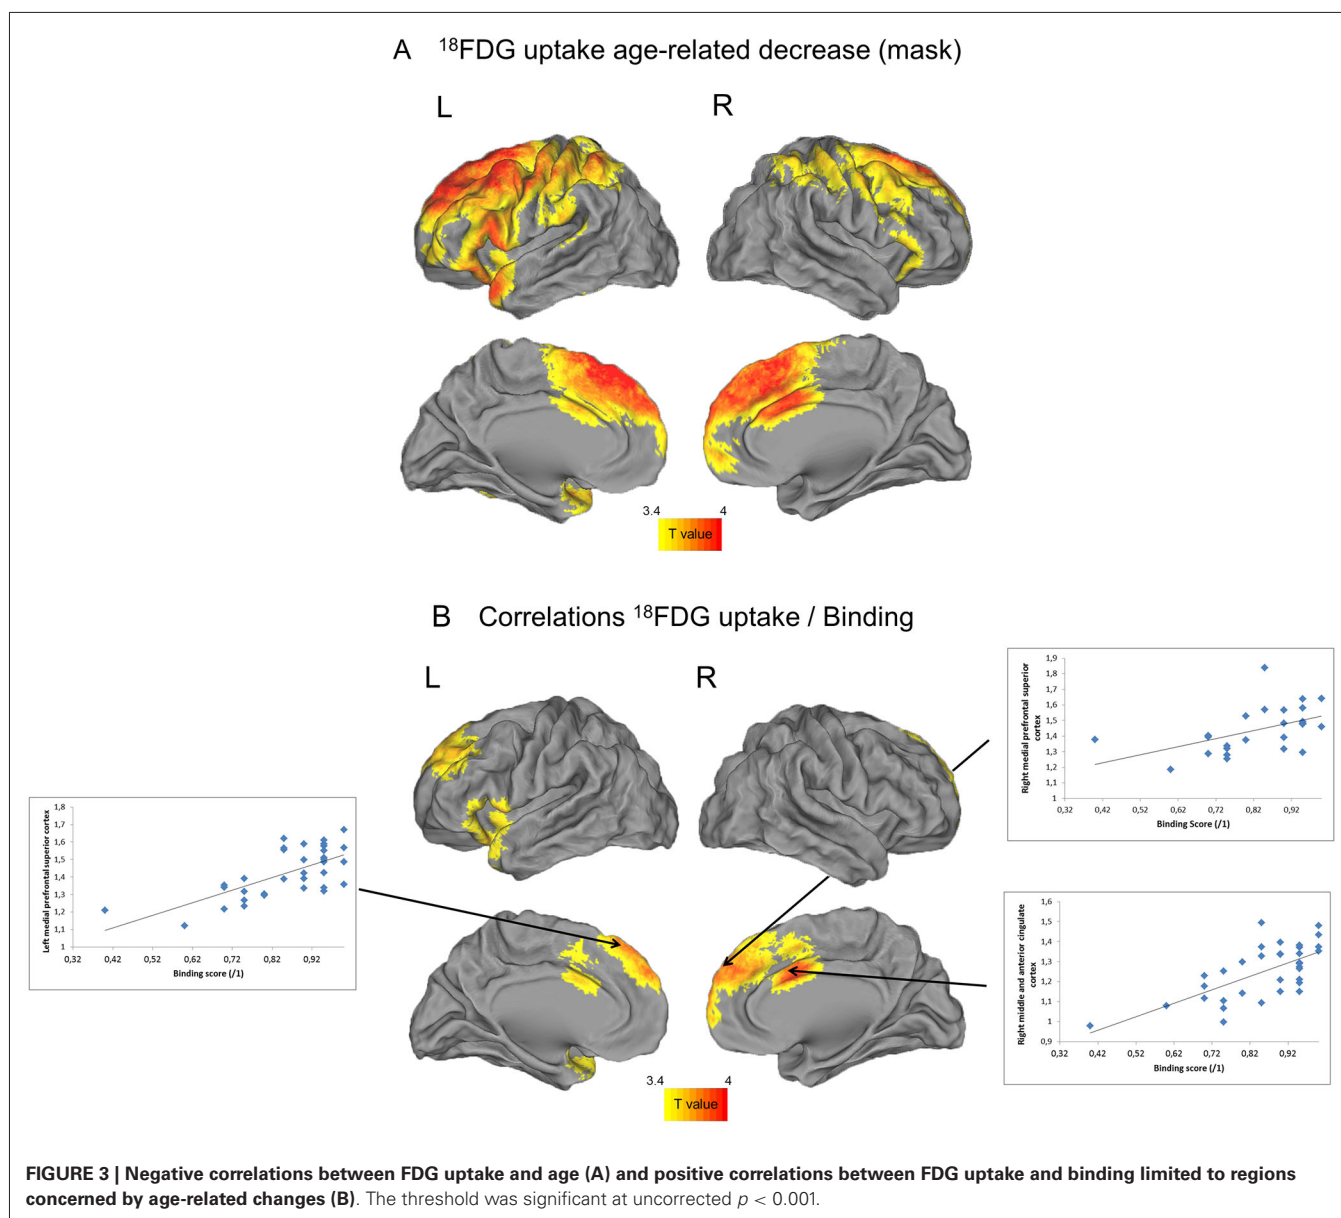 A ¹⁸FDG uptake age-related decrease (mask)
L R
3.4 4
T value
B Correlations ¹⁸FDG uptake / Binding
L R
Right medial prefrontal superior
cortex
1,9
1,8
1,7
1,6
1,5
1,4
1,3
1,2
1,1
1
0,32 0,42 0,52 0,62 0,72 0,82 0,92
Binding Score (/1)
Left medial prefrontal superior cortex
1,8
1,7
1,6
1,5
1,4
1,3
1,2
1,1
1
0,32 0,42 0,52 0,62 0,72 0,82 0,92
Binding score (/1)
Right middle and anterior cingulate
cortex
1,6
1,5
1,4
1,3
1,2
1,1
1
0,9
0,32 0,42 0,52 0,62 0,72 0,82 0,92
Binding score (/1)
3.4 4
T value
FIGURE 3 | Negative correlations between FDG uptake and age (A) and positive correlations between FDG uptake and binding limited to regions
concerned by age-related changes (B). The threshold was significant at uncorrected p < 0.001.